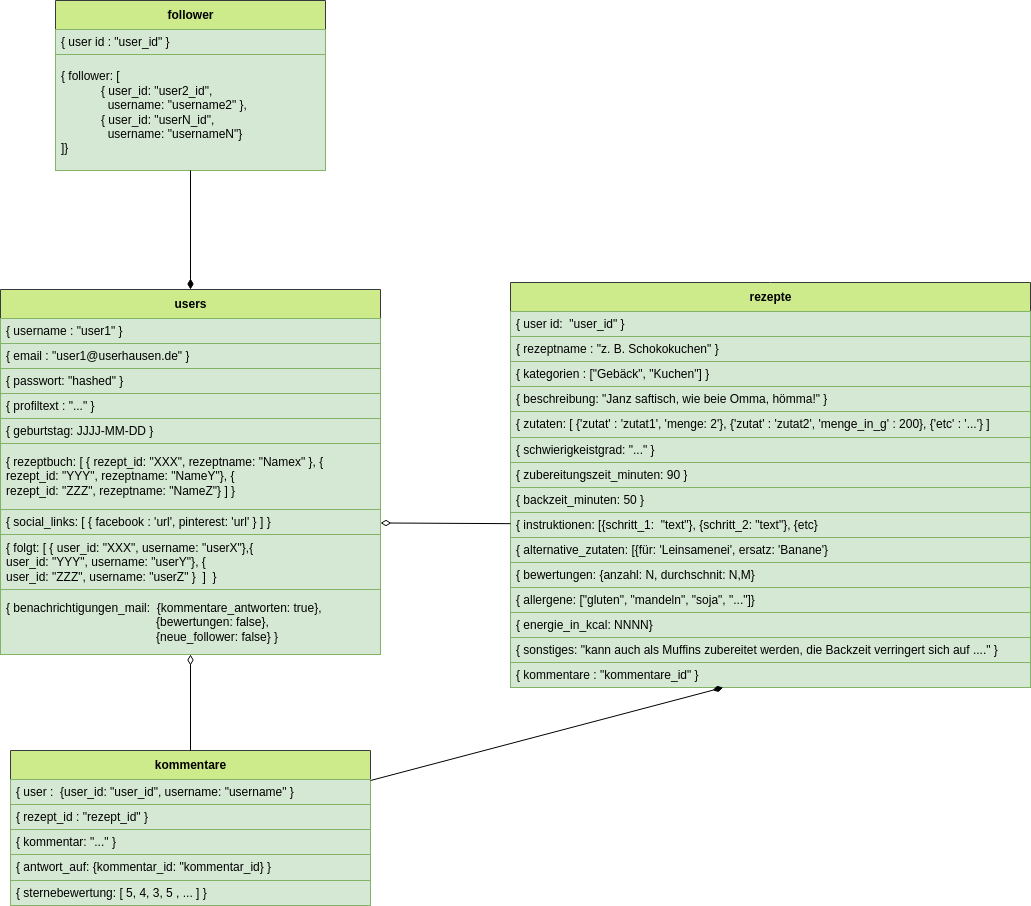 follower
{ user id : "user_id" }
{ follower: [
{ user_id: "user2_id",
username: "username2" },
{ user_id: "userN_id",
username: "usernameN"}
]}
users
{ username : "user1" }
{ email : "user1@userhausen.de" }
{ passwort: "hashed" }
{ profiltext : "..." }
{ geburtstag: JJJJ-MM-DD }
{ rezeptbuch: [ { rezept_id: "XXX", rezeptname: "Namex" }, {
rezept_id: "YYY", rezeptname: "NameY"}, {
rezept_id: "ZZZ", rezeptname: "NameZ"} ] }
{ social_links: [ { facebook : 'url', pinterest: 'url' } ] }
{ folgt: [ { user_id: "XXX", username: "userX"},{
user_id: "YYY", username: "userY"}, {
user_id: "ZZZ", username: "userZ" }  ]  }
{ benachrichtigungen_mail:  {kommentare_antworten: true},
{bewertungen: false},
{neue_follower: false} }
rezepte
{ user id:  "user_id" }
{ rezeptname : "z. B. Schokokuchen" }
{ kategorien : ["Gebäck", "Kuchen"] }
{ beschreibung: "Janz saftisch, wie beie Omma, hömma!" }
{ zutaten: [ {'zutat' : 'zutat1', 'menge: 2'}, {'zutat' : 'zutat2', 'menge_in_g' : 200}, {'etc' : '...'} ]
{ schwierigkeistgrad: "..." }
{ zubereitungszeit_minuten: 90 }
{ backzeit_minuten: 50 }
{ instruktionen: [{schritt_1:  "text"}, {schritt_2: "text"}, {etc}
{ alternative_zutaten: [{für: 'Leinsamenei', ersatz: 'Banane'}
{ bewertungen: {anzahl: N, durchschnit: N,M}
{ allergene: ["gluten", "mandeln", "soja", "..."]}
{ energie_in_kcal: NNNN}
{ sonstiges: "kann auch als Muffins zubereitet werden, die Backzeit verringert sich auf ...." }
{ kommentare : "kommentare_id" }
kommentare
{ user :  {user_id: "user_id", username: "username" }
{ rezept_id : "rezept_id" }
{ kommentar: "..." }
{ antwort_auf: {kommentar_id: "kommentar_id} }
{ sternebewertung: [ 5, 4, 3, 5 , ... ] }